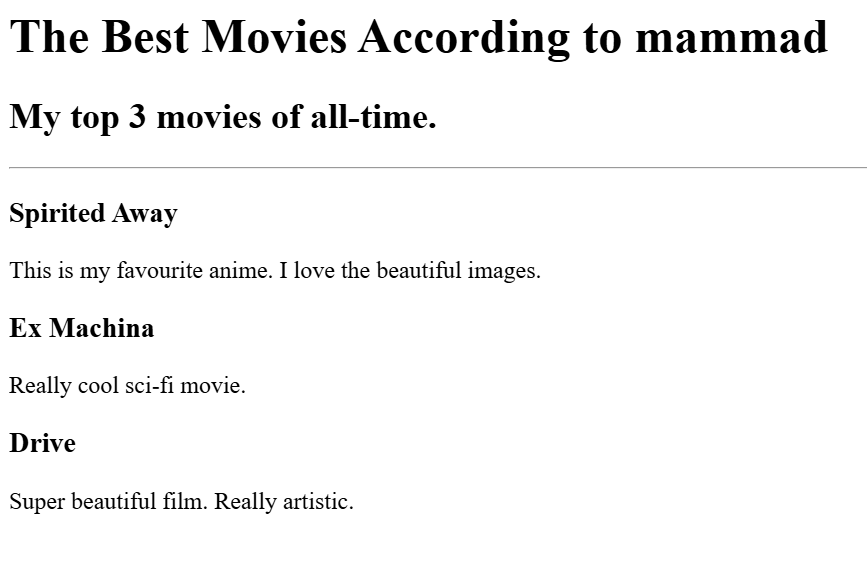 The Best Movies According to mammad
My top 3 movies of all-time.
Spirited Away
This is my favourite anime. I love the beautiful images.
Ex Machina
Really cool sci-fi movie.
Drive
Super beautiful film. Really artistic.